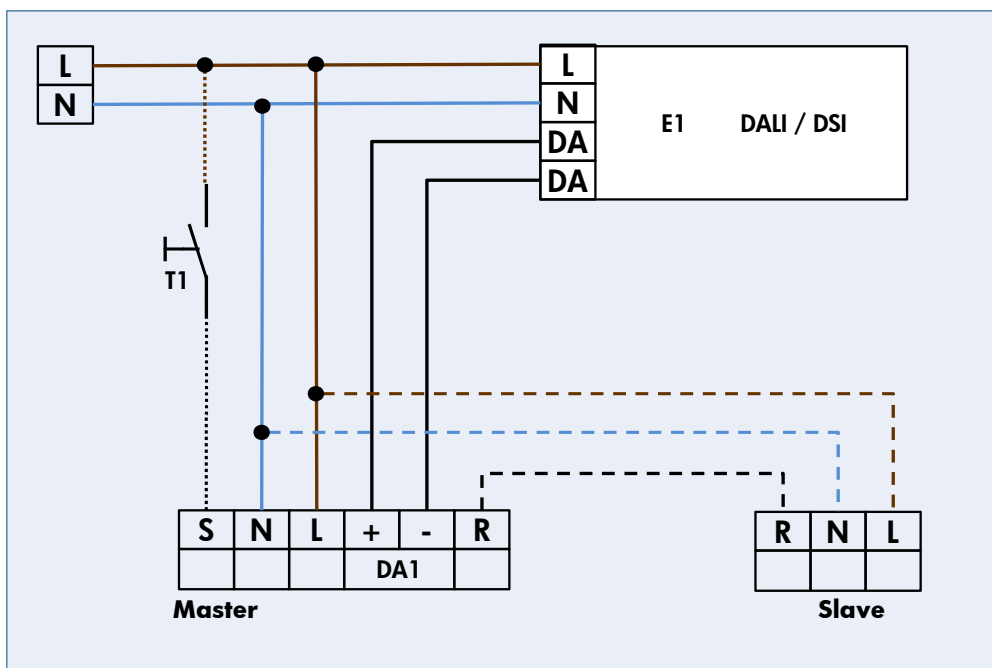 L
N
L
N
DA
DA
E1 DALI / DSI
T1
S N L + - R
DA1
Master
R N L
Slave